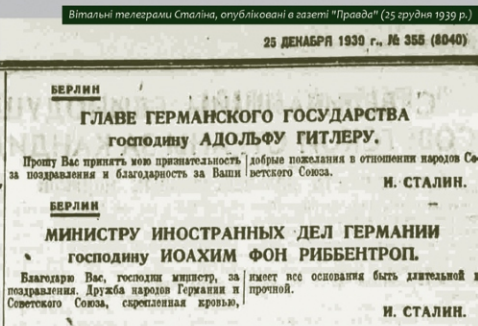 Вітальні телеграми Сталіна, опубліковані в газеті "Правда" (25 грудня 1939 р.)
25 ДЕКАБРЯ 1939 г., № 355 (8040)
БЕРЛИН
ГЛАВЕ ГЕРМАНСКОГО ГОСУДАРСТВА
господину АДОЛЬФУ ГИТЛЕРУ.
Прошу Вас принять мою признательность
за поздравления и благодарность за Ваши
добрые пожелания в отношении народов Со-
ветского Союза.
И. СТАЛИН.
БЕРЛИН
МИНИСТРУ ИНОСТРАННЫХ ДЕЛ ГЕРМАНИИ
господину ИОАХИМ ФОН РИББЕНТРОП.
Благодарю Вас, господин министр, за
поздравления. Дружба народов Германии и
Советского Союза, скрепленная кровью,
имеет все основания быть длительной и
прочной.
И. СТАЛИН.